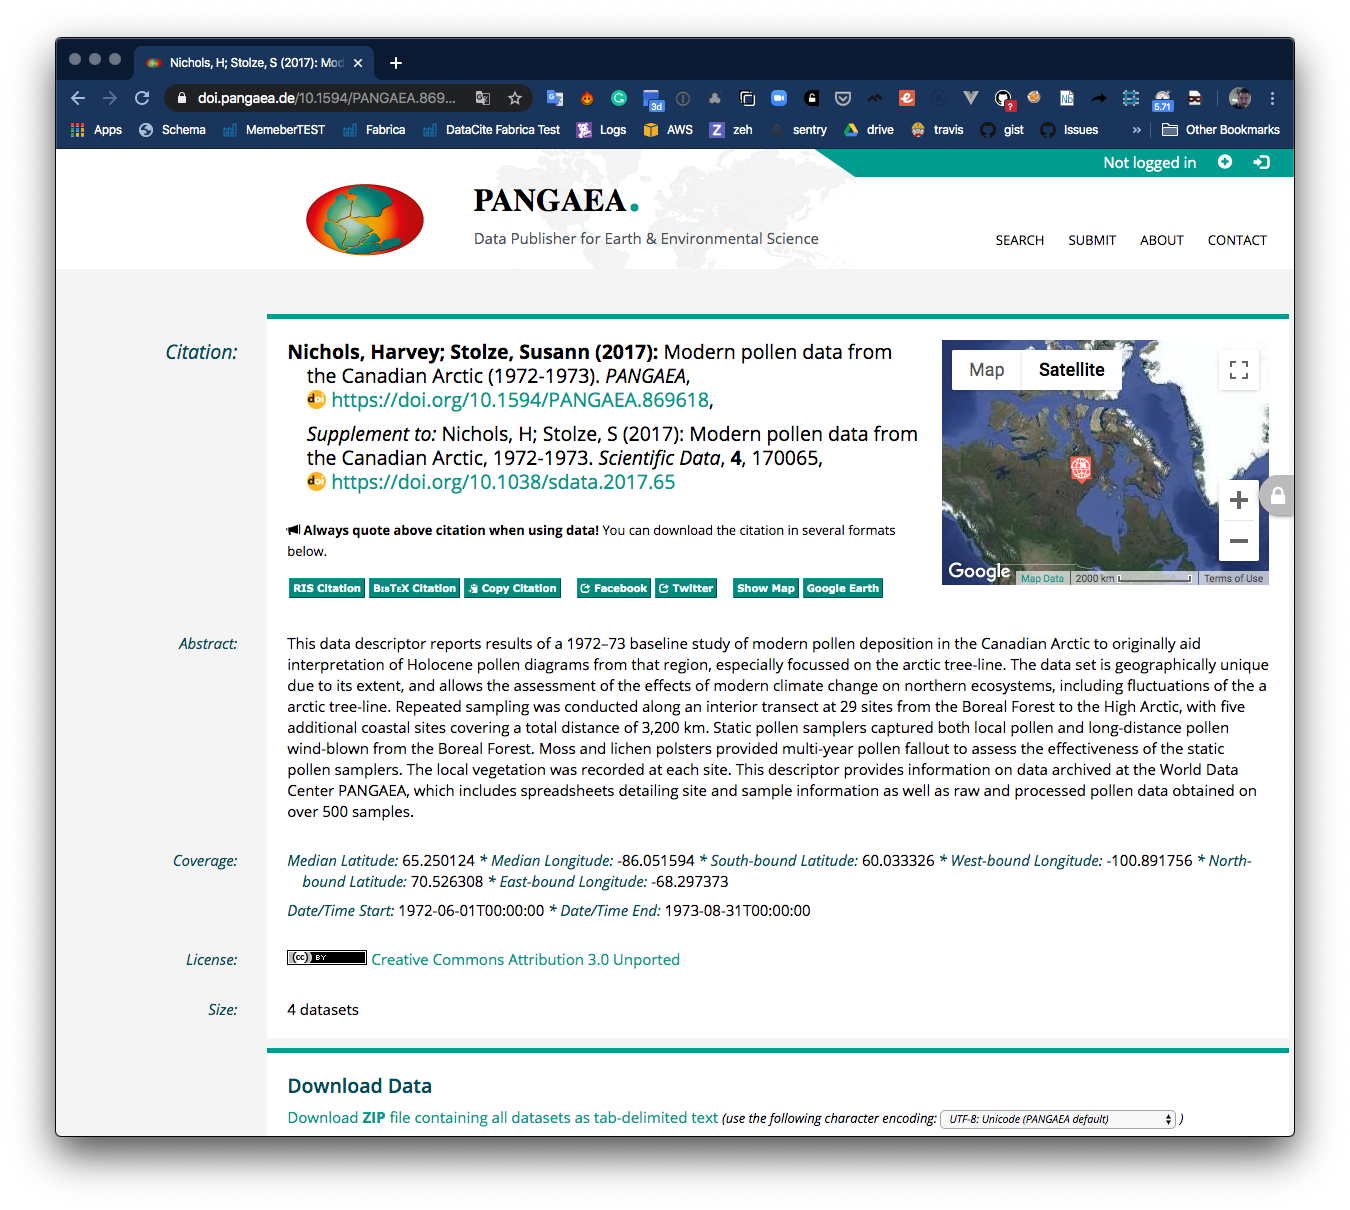 Nichols, H; Stolze, S (2017): Mod
doi.pangaea.de/10.1594/PANGAEA.869...
3d
?
Nb
5.71
Apps Schema MemeberTEST Fabrica DataCite Fabrica Test Logs AWS Z zeh sentry drive travis gist Issues » Other Bookmarks
Not logged in
PANGAEA.
Data Publisher for Earth & Environmental Science
SEARCH SUBMIT ABOUT CONTACT
Citation:
Nichols, Harvey; Stolze, Susann (2017): Modern pollen data from
the Canadian Arctic (1972-1973). PANGAEA,
doi https://doi.org/10.1594/PANGAEA.869618,
Supplement to: Nichols, H; Stolze, S (2017): Modern pollen data from
the Canadian Arctic, 1972-1973. Scientific Data, 4, 170065,
doi https://doi.org/10.1038/sdata.2017.65
Always quote above citation when using data! You can download the citation in several formats
below.
RIS Citation BIBTEX Citation Copy Citation Facebook Twitter Show Map Google Earth
Map Satellite
+
−
Google Map Data 2000 km Terms of Use
Abstract:
This data descriptor reports results of a 1972–73 baseline study of modern pollen deposition in the Canadian Arctic to originally aid
interpretation of Holocene pollen diagrams from that region, especially focussed on the arctic tree-line. The data set is geographically unique
due to its extent, and allows the assessment of the effects of modern climate change on northern ecosystems, including fluctuations of the a
arctic tree-line. Repeated sampling was conducted along an interior transect at 29 sites from the Boreal Forest to the High Arctic, with five
additional coastal sites covering a total distance of 3,200 km. Static pollen samplers captured both local pollen and long-distance pollen
wind-blown from the Boreal Forest. Moss and lichen polsters provided multi-year pollen fallout to assess the effectiveness of the static
pollen samplers. The local vegetation was recorded at each site. This descriptor provides information on data archived at the World Data
Center PANGAEA, which includes spreadsheets detailing site and sample information as well as raw and processed pollen data obtained on
over 500 samples.
Coverage:
Median Latitude: 65.250124 * Median Longitude: -86.051594 * South-bound Latitude: 60.033326 * West-bound Longitude: -100.891756 * North-
bound Latitude: 70.526308 * East-bound Longitude: -68.297373
Date/Time Start: 1972-06-01T00:00:00 * Date/Time End: 1973-08-31T00:00:00
License:
(cc) BY Creative Commons Attribution 3.0 Unported
Size:
4 datasets
Download Data
Download ZIP file containing all datasets as tab-delimited text (use the following character encoding: UTF-8: Unicode (PANGAEA default) )